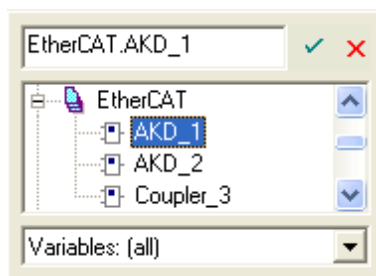 EtherCAT.AKD_1
EtherCAT
AKD_1
AKD_2
Coupler_3
Variables: (all)